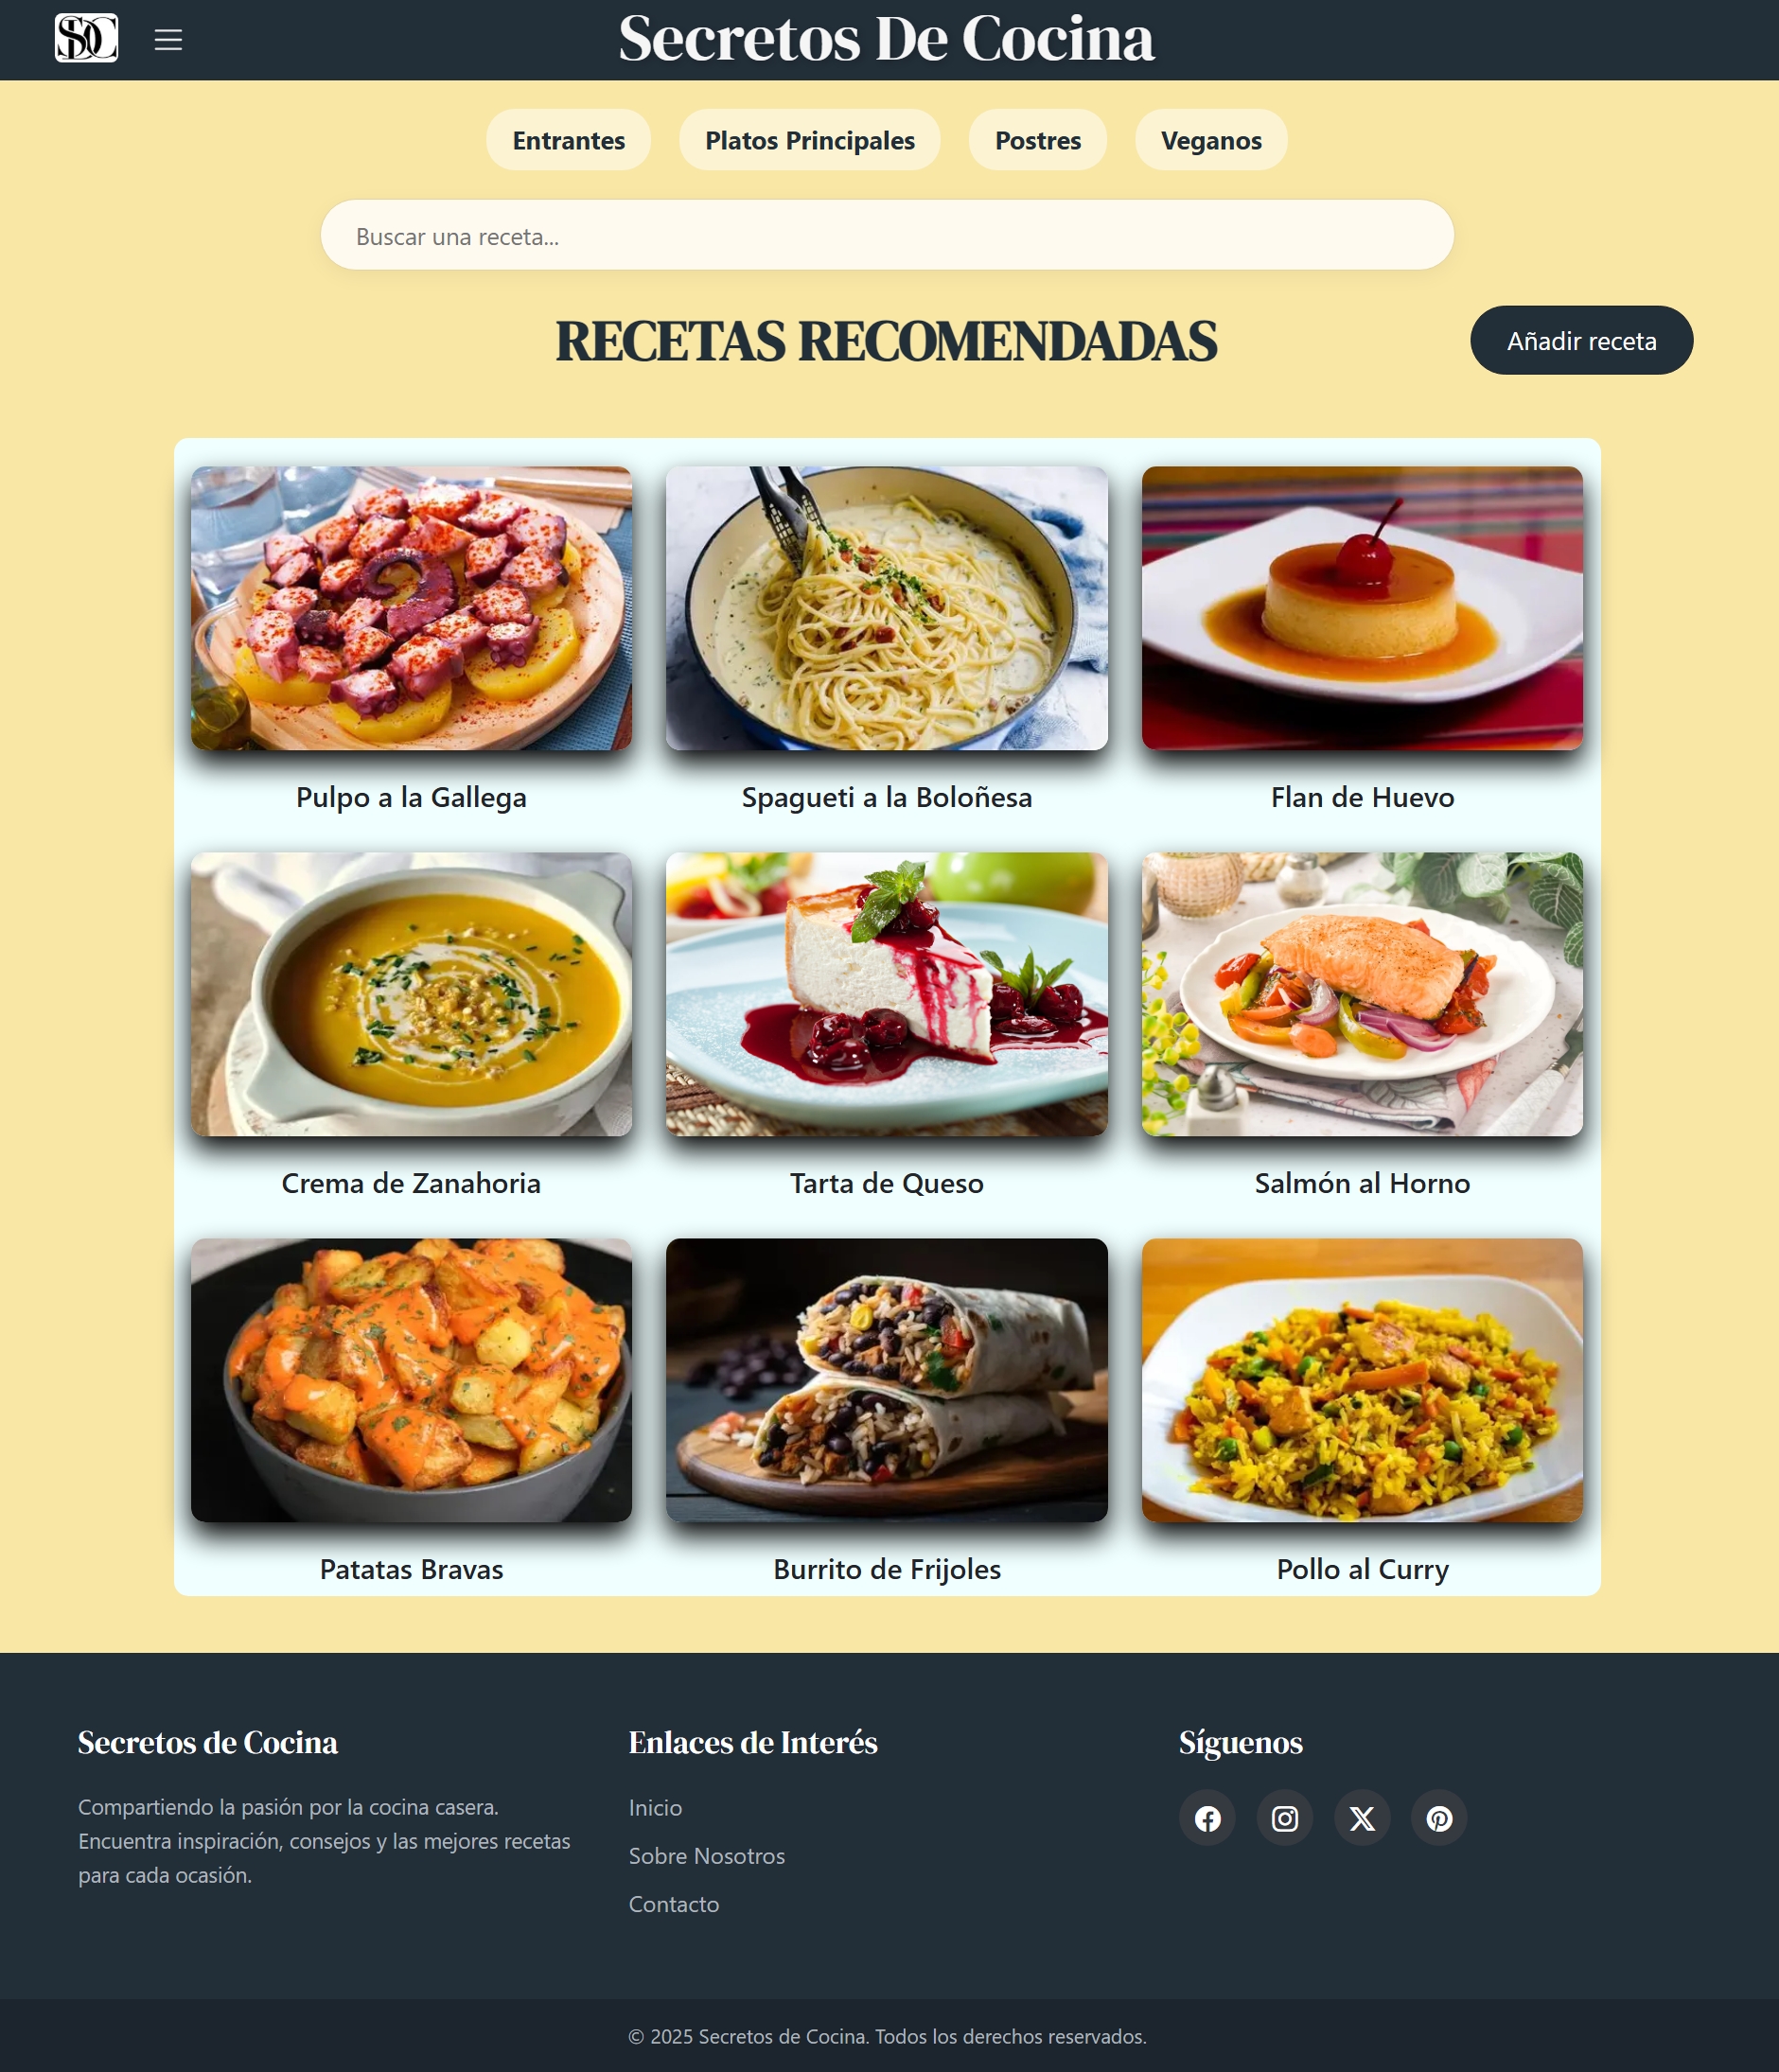 SDC
Secretos De Cocina
Entrantes
Platos Principales
Postres
Veganos
Buscar una receta...
RECETAS RECOMENDADAS
Añadir receta
Pulpo a la Gallega
Spagueti a la Boloñesa
Flan de Huevo
Crema de Zanahoria
Tarta de Queso
Salmón al Horno
Patatas Bravas
Burrito de Frijoles
Pollo al Curry
Secretos de Cocina
Compartiendo la pasión por la cocina casera.
Encuentra inspiración, consejos y las mejores recetas
para cada ocasión.
Enlaces de Interés
Inicio
Sobre Nosotros
Contacto
Síguenos
© 2025 Secretos de Cocina. Todos los derechos reservados.